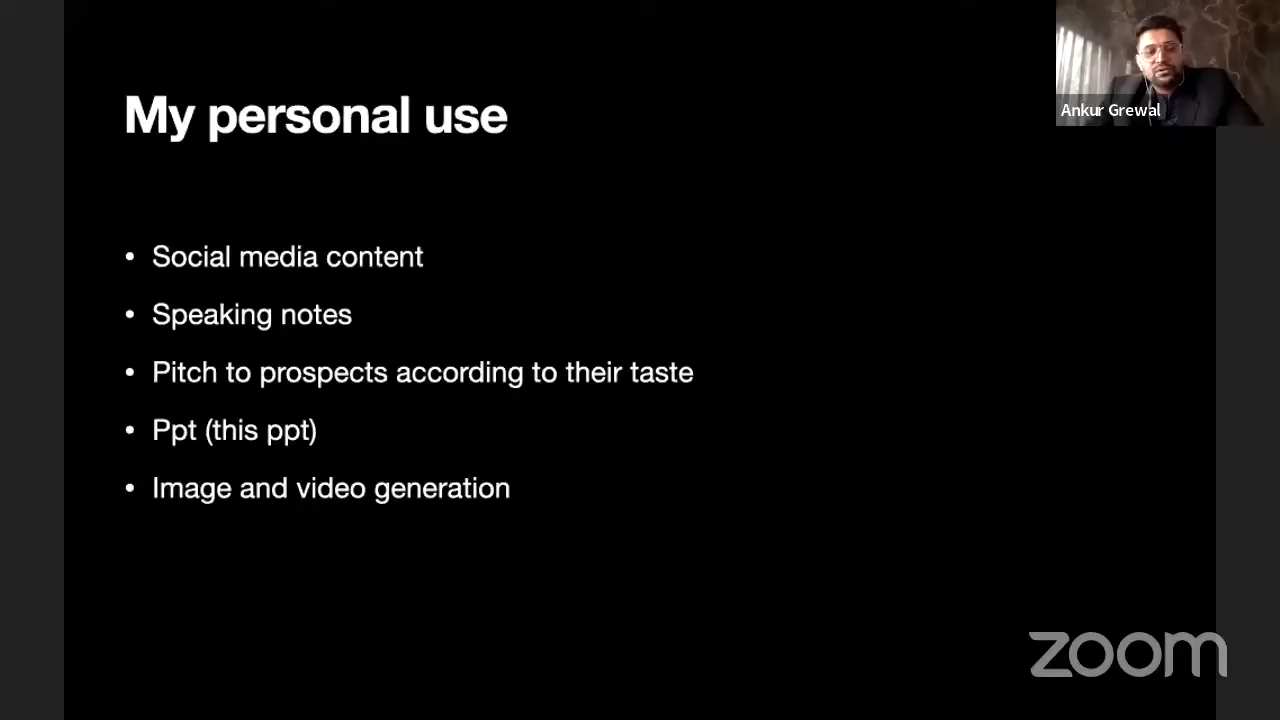 My personal use
Ankur Grewal
• Social media content
• Speaking notes
• Pitch to prospects according to their taste
• Ppt (this ppt)
• Image and video generation
zoom